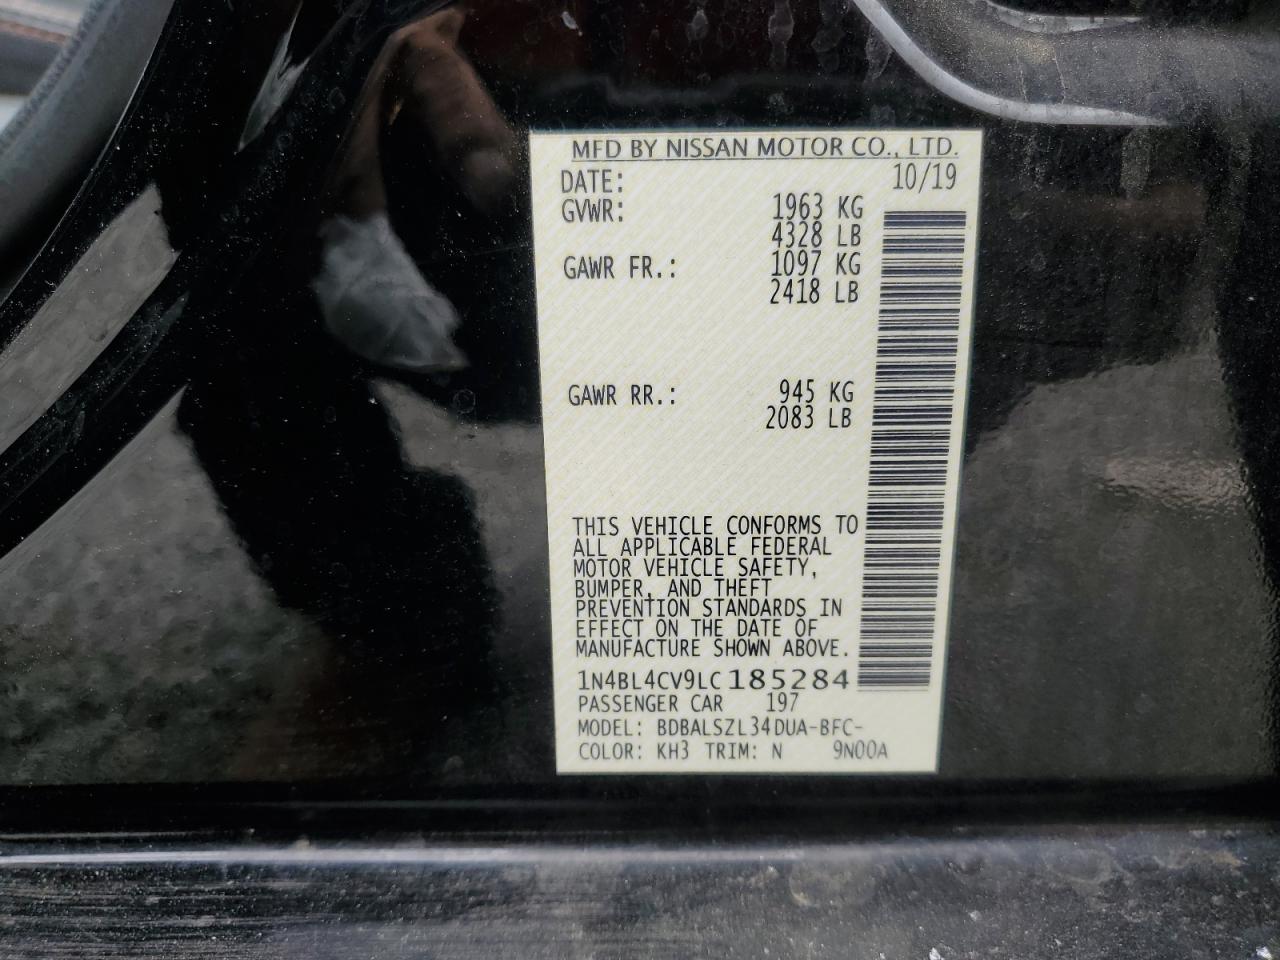 MFD BY NISSAN MOTOR CO., LTD.
DATE: 10/19
GVWR: 1963 KG
4328 LB
GAWR FR.: 1097 KG
2418 LB
GAWR RR.: 945 KG
2083 LB
THIS VEHICLE CONFORMS TO
ALL APPLICABLE FEDERAL
MOTOR VEHICLE SAFETY,
BUMPER, AND THEFT
PREVENTION STANDARDS IN
EFFECT ON THE DATE OF
MANUFACTURE SHOWN ABOVE.
1N4BL4CV9LC185284
PASSENGER CAR 197
MODEL: BDBALSZL34DUA-BFC-
COLOR: KH3 TRIM: N 9N00A